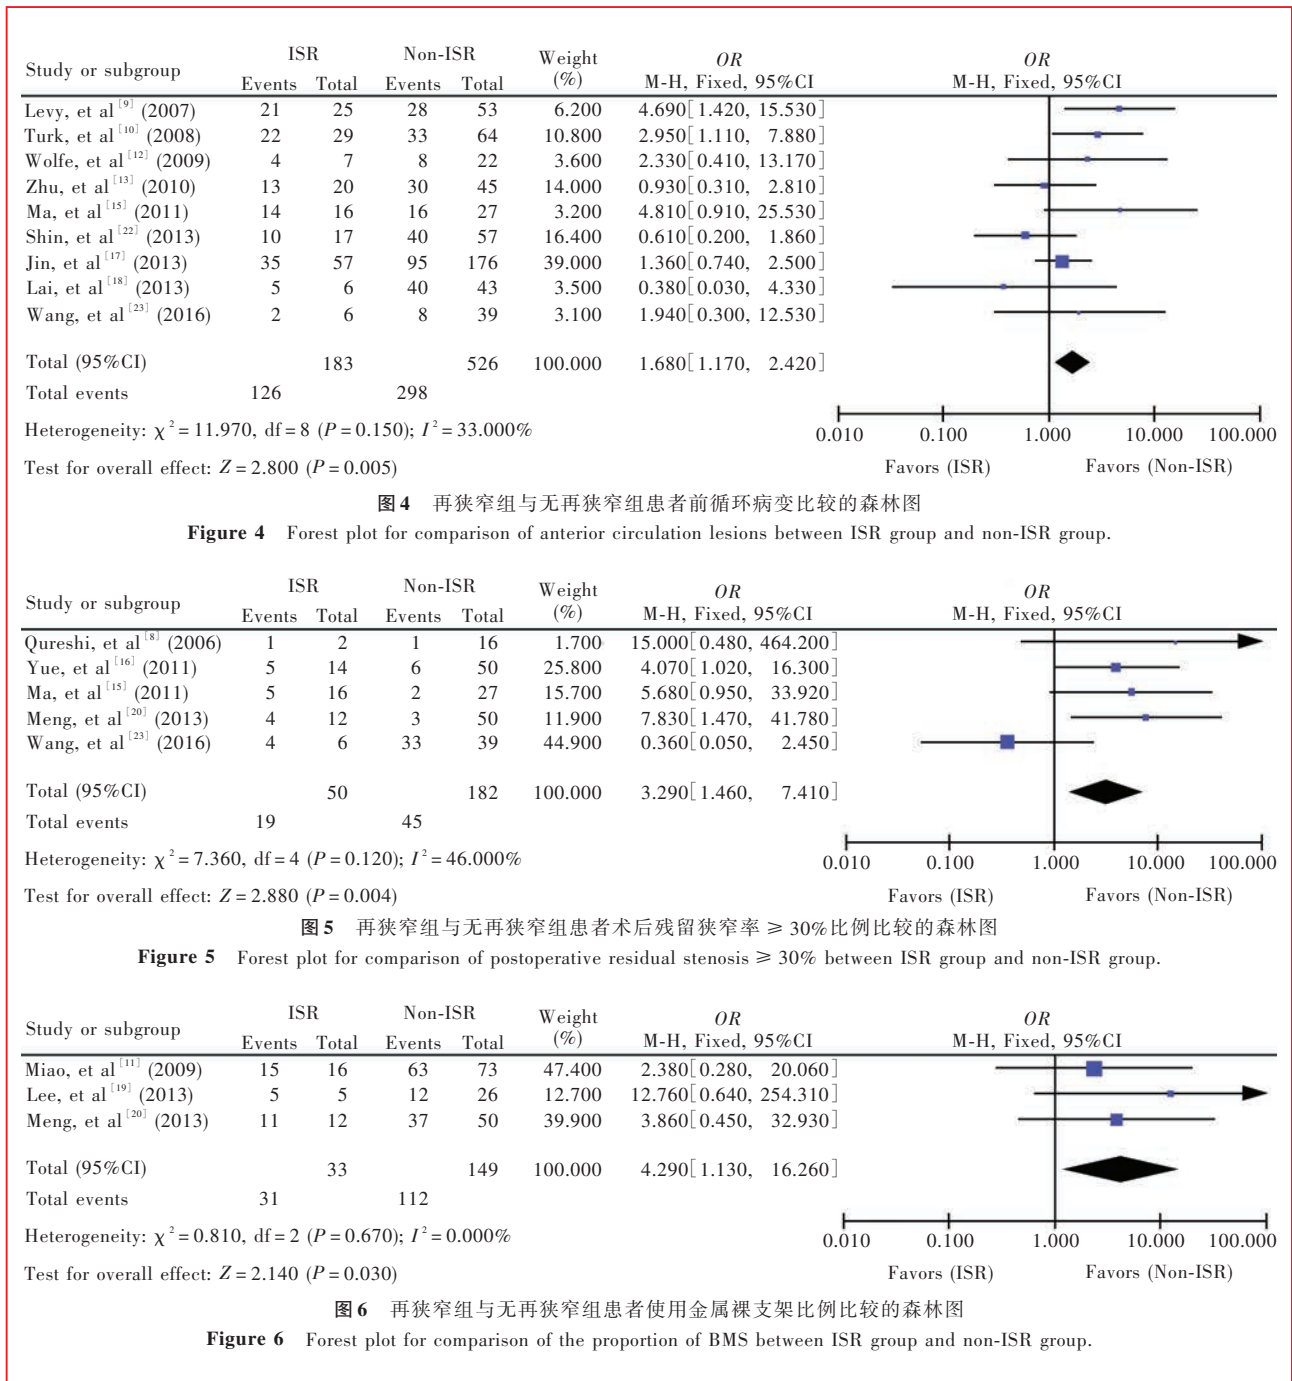 ISR Non-ISR Weight OR OR
Study or subgroup Events Total Events Total (%) M-H, Fixed, 95%CI M-H, Fixed, 95%CI
Levy, et al[9] (2007) 21 25 28 53 6.200 4.690[1.420, 15.530]
Turk, et al[10] (2008) 22 29 33 64 10.800 2.950[1.110, 7.880]
Wolfe, et al[12] (2009) 4 7 8 22 3.600 2.330[0.410, 13.170]
Zhu, et al[13] (2010) 13 20 30 45 14.000 0.930[0.310, 2.810]
Ma, et al[15] (2011) 14 16 16 27 3.200 4.810[0.910, 25.530]
Shin, et al[22] (2013) 10 17 40 57 16.400 0.610[0.200, 1.860]
Jin, et al[17] (2013) 35 57 95 176 39.000 1.360[0.740, 2.500]
Lai, et al[18] (2013) 5 6 40 43 3.500 0.380[0.030, 4.330]
Wang, et al[23] (2016) 2 6 8 39 3.100 1.940[0.300, 12.530]
Total (95%CI) 183 526 100.000 1.680[1.170, 2.420]
Total events 126 298
Heterogeneity: χ²=11.970, df=8 (P=0.150); I²=33.000%
0.010 0.100 1.000 10.000 100.000
Test for overall effect: Z=2.800 (P=0.005)
Favors (ISR) Favors (Non-ISR)
图4 再狭窄组与无再狭窄组患者前循环病变比较的森林图
Figure 4 Forest plot for comparison of anterior circulation lesions between ISR group and non-ISR group.
ISR Non-ISR Weight OR OR
Study or subgroup Events Total Events Total (%) M-H, Fixed, 95%CI M-H, Fixed, 95%CI
Qureshi, et al[8] (2006) 1 2 1 16 1.700 15.000[0.480, 464.200]
Yue, et al[16] (2011) 5 14 6 50 25.800 4.070[1.020, 16.300]
Ma, et al[15] (2011) 5 16 2 27 15.700 5.680[0.950, 33.920]
Meng, et al[20] (2013) 4 12 3 50 11.900 7.830[1.470, 41.780]
Wang, et al[23] (2016) 4 6 33 39 44.900 0.360[0.050, 2.450]
Total (95%CI) 50 182 100.000 3.290[1.460, 7.410]
Total events 19 45
Heterogeneity: χ²=7.360, df=4 (P=0.120); I²=46.000%
0.010 0.100 1.000 10.000 100.000
Test for overall effect: Z=2.880 (P=0.004)
Favors (ISR) Favors (Non-ISR)
图5 再狭窄组与无再狭窄组患者术后残留狭窄率≥30%比例比较的森林图
Figure 5 Forest plot for comparison of postoperative residual stenosis ≥ 30% between ISR group and non-ISR group.
ISR Non-ISR Weight OR OR
Study or subgroup Events Total Events Total (%) M-H, Fixed, 95%CI M-H, Fixed, 95%CI
Miao, et al[11] (2009) 15 16 63 73 47.400 2.380[0.280, 20.060]
Lee, et al[19] (2013) 5 5 12 26 12.700 12.760[0.640, 254.310]
Meng, et al[20] (2013) 11 12 37 50 39.900 3.860[0.450, 32.930]
Total (95%CI) 33 149 100.000 4.290[1.130, 16.260]
Total events 31 112
Heterogeneity: χ²=0.810, df=2 (P=0.670); I²=0.000%
0.010 0.100 1.000 10.000 100.000
Test for overall effect: Z=2.140 (P=0.030)
Favors (ISR) Favors (Non-ISR)
图6 再狭窄组与无再狭窄组患者使用金属裸支架比例比较的森林图
Figure 6 Forest plot for comparison of the proportion of BMS between ISR group and non-ISR group.